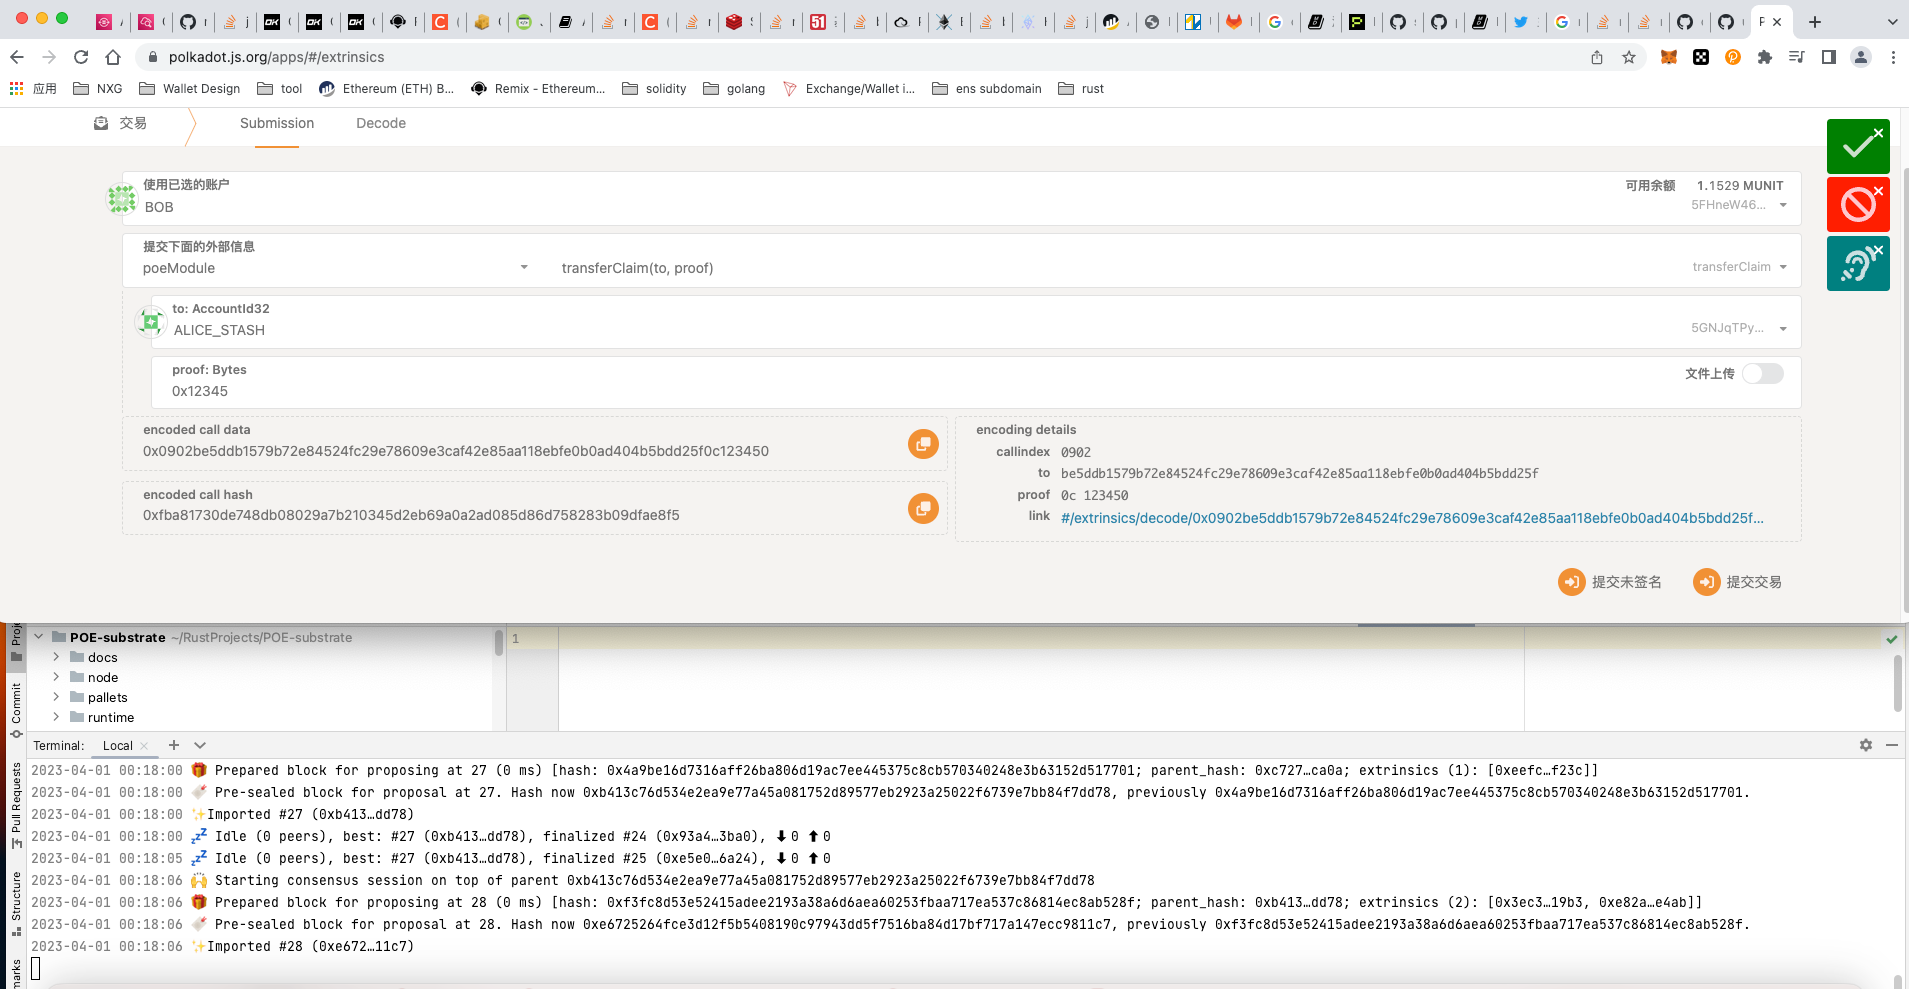 polkadot.js.org/apps/#/extrinsics
应用
NXG
Wallet Design
tool
Ethereum (ETH) B...
Remix - Ethereum...
solidity
golang
Exchange/Wallet i...
ens subdomain
rust
交易
Submission
Decode
使用已选的账户
BOB
可用余额 1.1529 MUNIT
5FHneW46...
提交下面的外部信息
poeModule
transferClaim(to, proof)
transferClaim
to: AccountId32
ALICE_STASH
5GNJqTPy...
proof: Bytes
0x12345
文件上传
encoded call data
0x0902be5ddb1579b72e84524fc29e78609e3caf42e85aa118ebfe0b0ad404b5bdd25f0c123450
encoded call hash
0xfba81730de748db08029a7b210345d2eb69a0a2ad085d86d758283b09dfae8f5
encoding details
callindex 0902
to be5ddb1579b72e84524fc29e78609e3caf42e85aa118ebfe0b0ad404b5bdd25f
proof 0c 123450
link #/extrinsics/decode/0x0902be5ddb1579b72e84524fc29e78609e3caf42e85aa118ebfe0b0ad404b5bdd25f...
提交未签名
提交交易
POE-substrate ~/RustProjects/POE-substrate
docs
node
pallets
runtime
1
Commit
Pull Requests
Structure
Terminal: Local
2023-04-01 00:18:00 🎁 Prepared block for proposing at 27 (0 ms) [hash: 0x4a9be16d7316aff26ba806d19ac7ee445375c8cb570340248e3b63152d517701; parent_hash: 0xc727…ca0a; extrinsics (1): [0xeefc…f23c]]
2023-04-01 00:18:00 🔖 Pre-sealed block for proposal at 27. Hash now 0xb413c76d534e2ea9e77a45a081752d89577eb2923a25022f6739e7bb84f7dd78, previously 0x4a9be16d7316aff26ba806d19ac7ee445375c8cb570340248e3b63152d517701.
2023-04-01 00:18:00 ✨Imported #27 (0xb413…dd78)
2023-04-01 00:18:00 💤 Idle (0 peers), best: #27 (0xb413…dd78), finalized #24 (0x93a4…3ba0), ⬇ 0 ⬆ 0
2023-04-01 00:18:05 💤 Idle (0 peers), best: #27 (0xb413…dd78), finalized #25 (0xe5e0…6a24), ⬇ 0 ⬆ 0
2023-04-01 00:18:06 🙌 Starting consensus session on top of parent 0xb413c76d534e2ea9e77a45a081752d89577eb2923a25022f6739e7bb84f7dd78
2023-04-01 00:18:06 🎁 Prepared block for proposing at 28 (0 ms) [hash: 0xf3fc8d53e52415adee2193a38a6d6aea60253fbaa717ea537c86814ec8ab528f; parent_hash: 0xb413…dd78; extrinsics (2): [0x3ec3…19b3, 0xe82a…e4ab]]
2023-04-01 00:18:06 🔖 Pre-sealed block for proposal at 28. Hash now 0xe6725264fce3d12f5b5408190c97943dd5f7516ba84d17bf717a147ecc9811c7, previously 0xf3fc8d53e52415adee2193a38a6d6aea60253fbaa717ea537c86814ec8ab528f.
2023-04-01 00:18:06 ✨Imported #28 (0xe672…11c7)